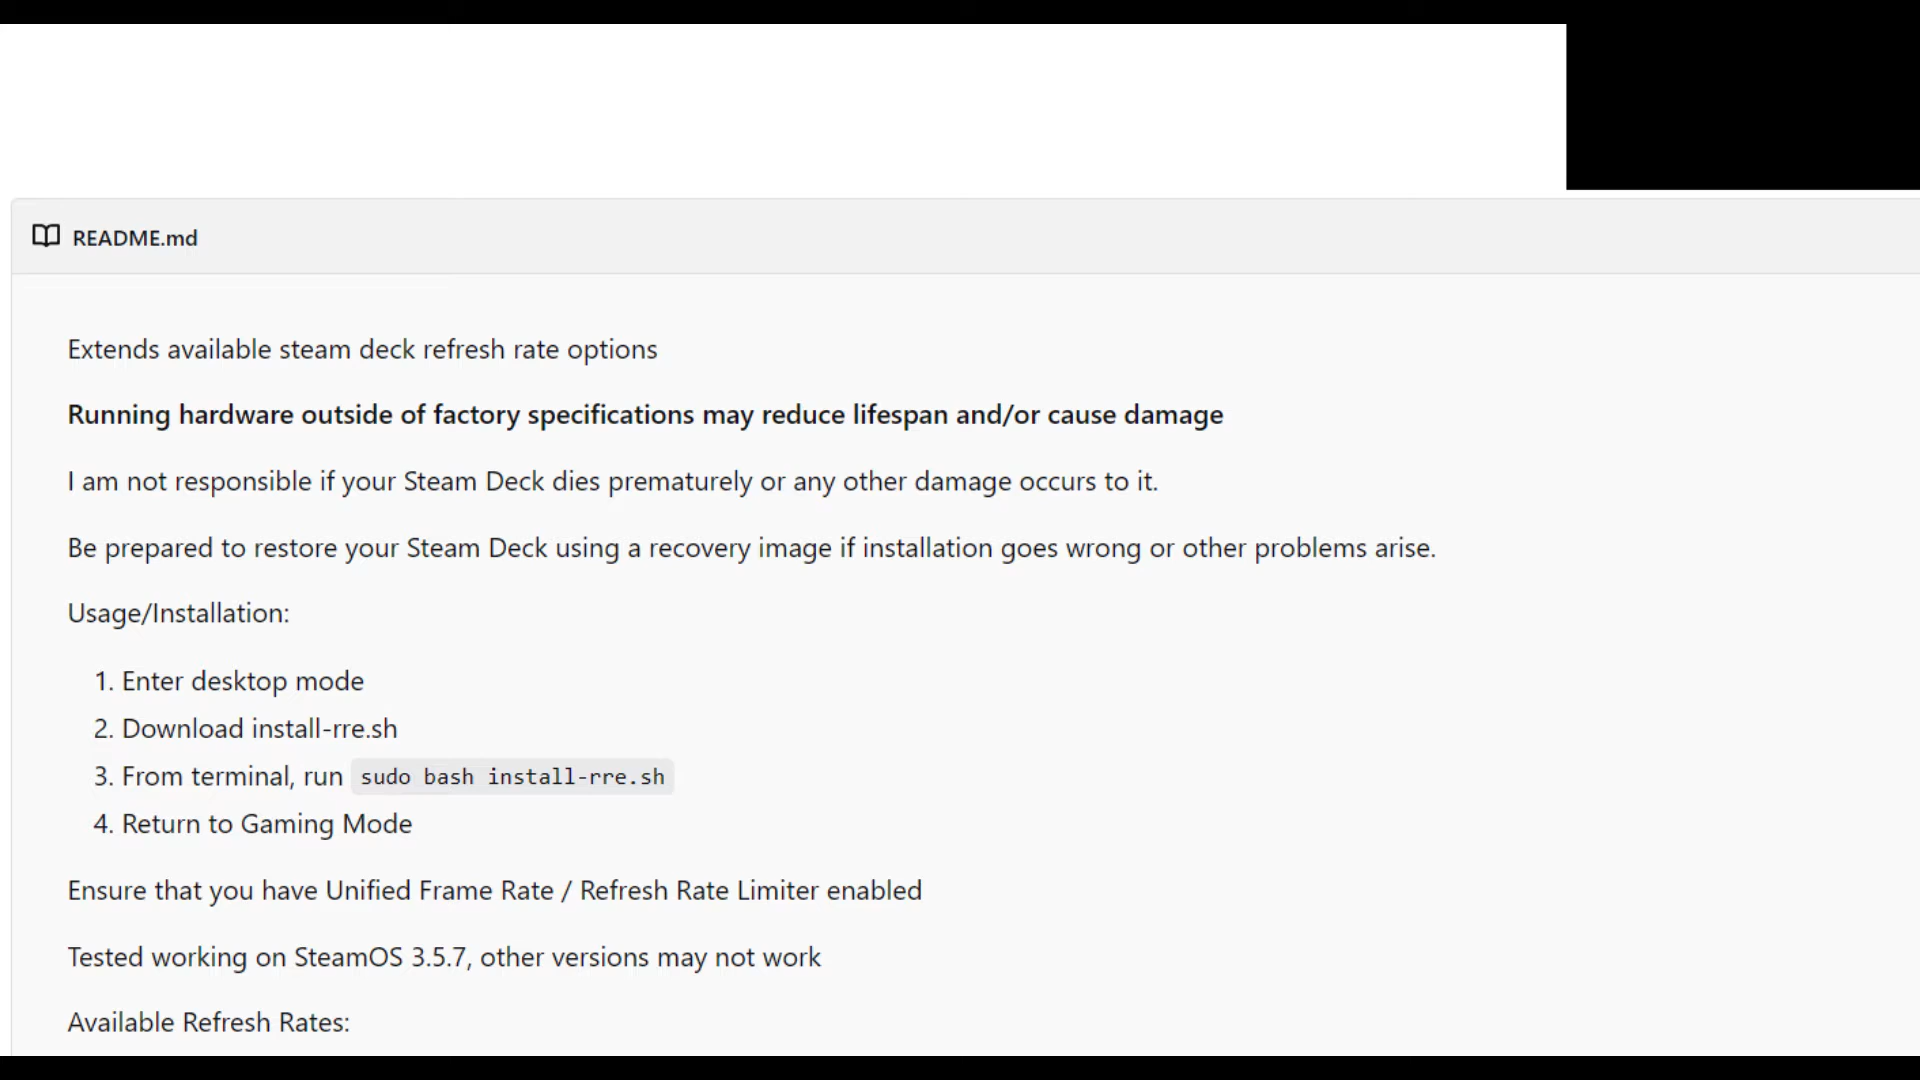 README.md
Extends available steam deck refresh rate options
Running hardware outside of factory specifications may reduce lifespan and/or cause damage
I am not responsible if your Steam Deck dies prematurely or any other damage occurs to it.
Be prepared to restore your Steam Deck using a recovery image if installation goes wrong or other problems arise.
Usage/Installation:
1. Enter desktop mode
2. Download install-rre.sh
3. From terminal, run sudo bash install-rre.sh
4. Return to Gaming Mode
Ensure that you have Unified Frame Rate / Refresh Rate Limiter enabled
Tested working on SteamOS 3.5.7, other versions may not work
Available Refresh Rates: